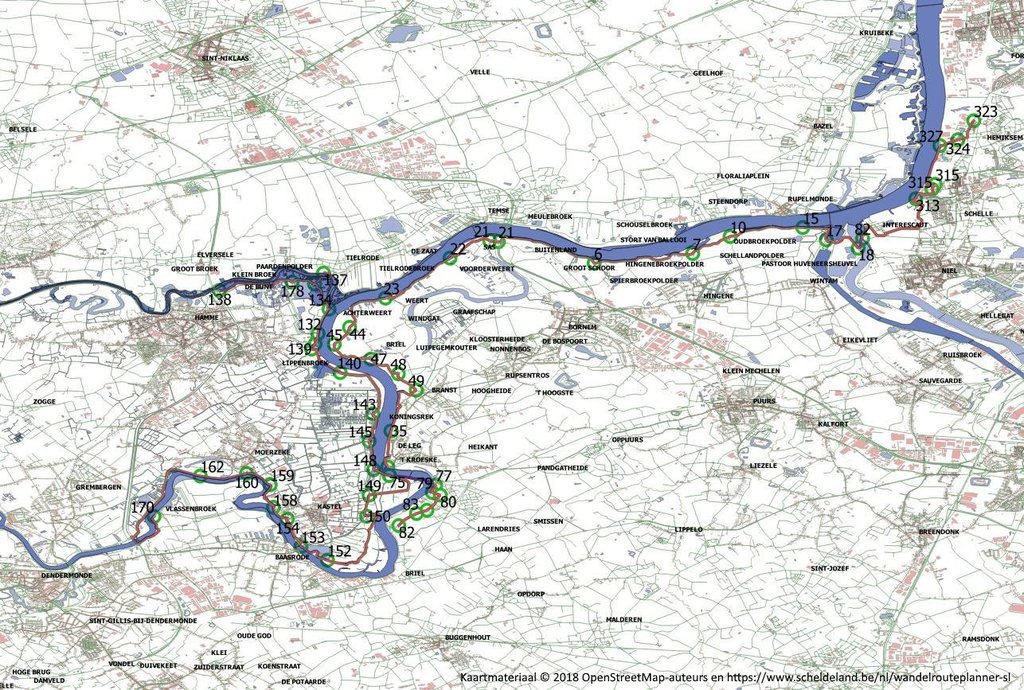 KRUIBEKE
SINT-NIKLAAS
VELLE
GEELHOF
BELSELE
323
BAZEL
327
324
HEMIKSEM
FLORALIAPLEIN
315
315
STEENDORP
RUPELMONDE
313
SCHELLE
TEMSE
MEULEBROEK
SCHOUSELBROEK
15
INTERESCAUT
21
21
10
17
82
STORT VAN BALLOOI
OUDBROEKPOLDER
SAS
DE ZAAT
22
BUITENLAND
6
7
SCHELLANDPOLDER
18
ELVERSELE
TIELRODE
GROOT BROEK
PAARDENPOLDER
TIELRODEBROEK
VOORDERWEERT
GROOT SCHOOR
HINGENEBROEKPOLDER
PASTOOR HUVENEERSHEUVEL
NIEL
KLEIN BROEK
137
SPIERBROEKPOLDER
WINTAM
DE BUNT
178
23
138
134
WEERT
HINGENE
ACHTERWEERT
GRAAFSCHAP
HAMME
WINDGAT
HELLEGAT
132
45
44
BORNEM
KLOOSTERHEIDE
DE BOSPOORT
EIKEVLIET
139
BRIEL
LUIPEGEMKOUTER
NONNENBOS
RUISBROEK
LIPPENBROEK
140
47
48
RIJPSENTROS
KLEIN MECHELEN
49
BRANST
HOOGHEIDE
'T HOOGSTE
SAUVEGARDE
ZOGGE
143
KONINGSREK
PUURS
KALFORT
145
35
DE LEG
HEIKANT
OPPUURS
MOERZEKE
148
'T KROESKE
PANDGATHEIDE
LIEZELE
162
160
159
75
77
79
GREMBERGEN
149
80
158
83
170
VLASSENBROEK
KASTEL
150
82
SMISSEN
154
LARENDRIES
LIPPELO
BREENDONK
153
152
BAASRODE
HAAN
DENDERMONDE
BRIEL
SINT-JOZEF
OPDORP
SINT-GILLIS-BIJ-DENDERMONDE
MALDEREN
OUDE GOD
BUGGENHOUT
RAMSDONK
KLEI
VONDEL
DUIVEKEET
ZUIDERSTRAAT
KOENSTRAAT
HOGE BRUG
DAMVELD
DE POTAARDE
Kaartmateriaal © 2018 OpenStreetMap-auteurs en https://www.scheldeland.be/nl/wandelrouteplanner-sl